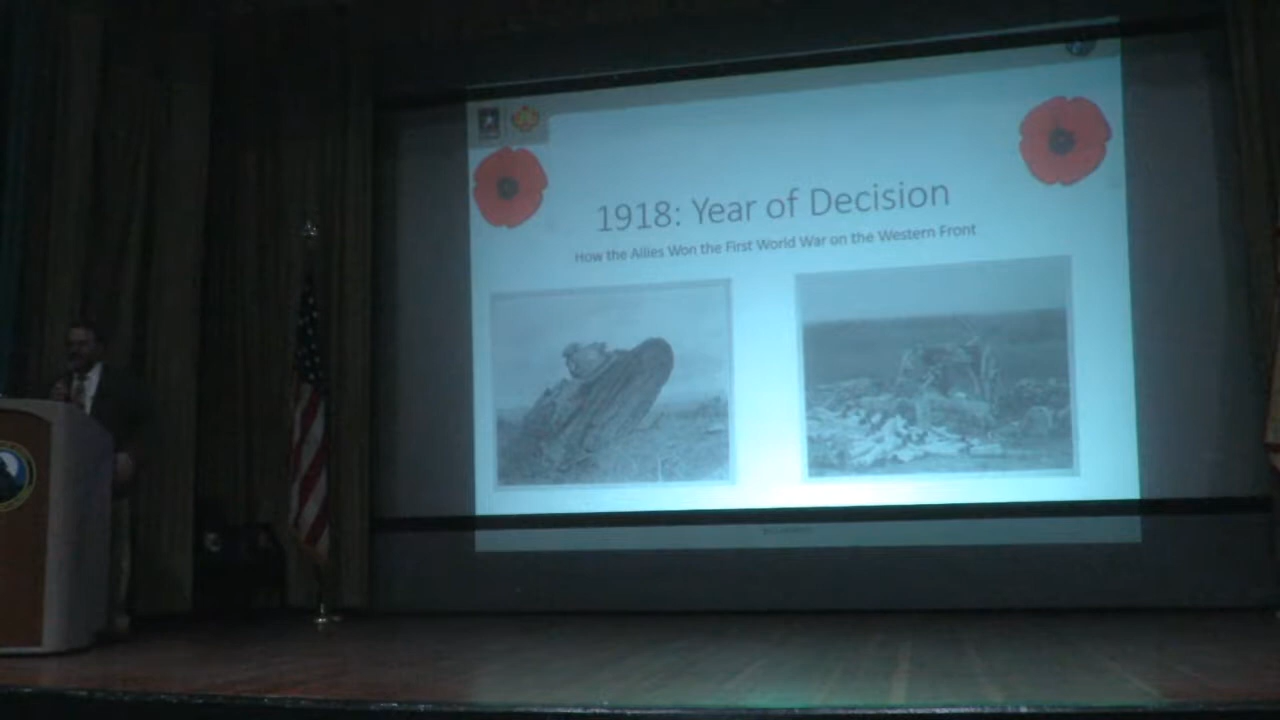 1918: Year of Decision
How the Allies Won the First World War on the Western Front